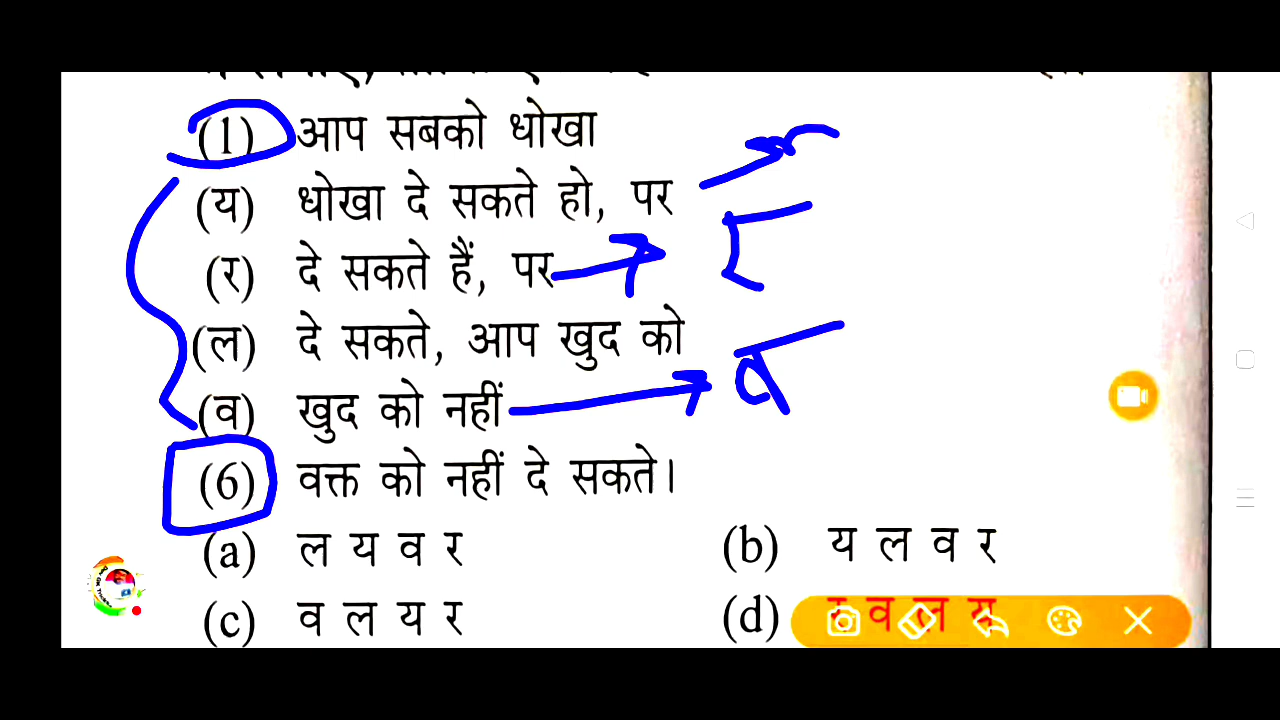 (1) आप सबको धोखा
(य) धोखा दे सकते हो, पर
(र) दे सकते हैं, पर
(ल) दे सकते, आप खुद को
(व) खुद को नहीं
व
(6) वक्त को नहीं दे सकते।
(a) ल य व र (b) य ल व र
(c) व ल य र (d) र व ल य